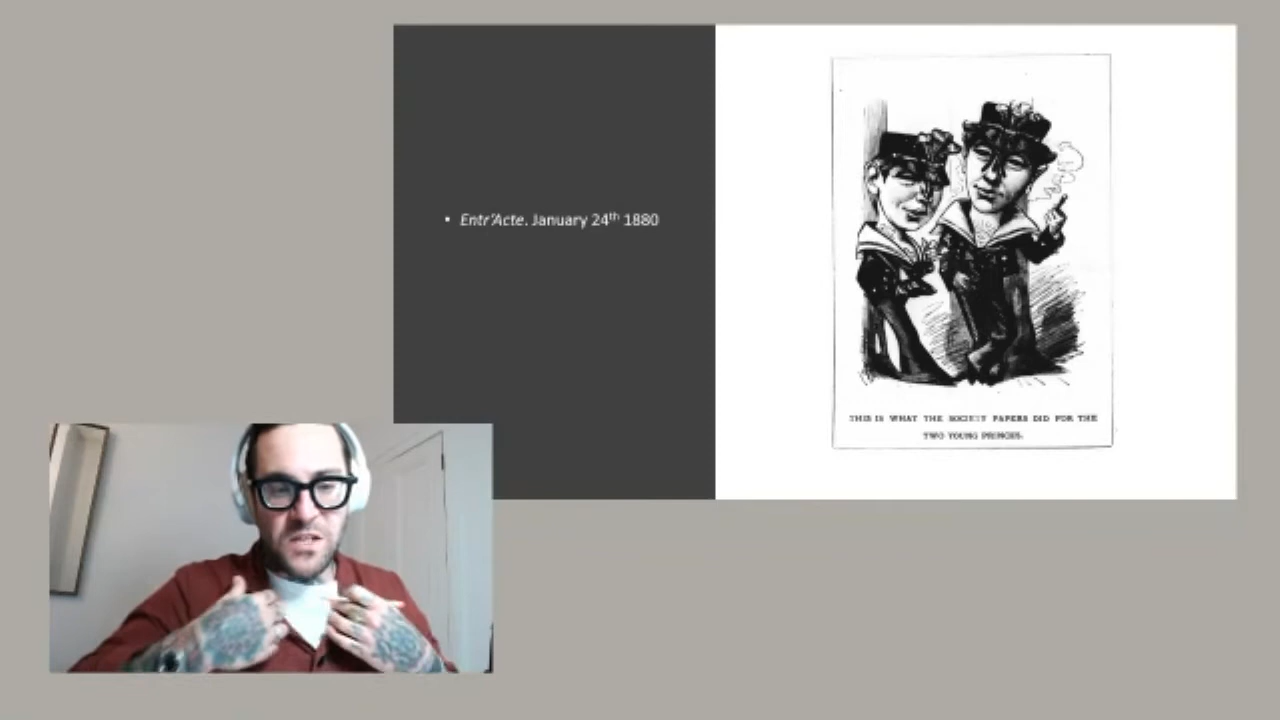 • Entr'Acte. January 24th 1880
THIS IS WHAT THE SOCIETY PAPERS DID FOR THE
TWO YOUNG PRINCES.